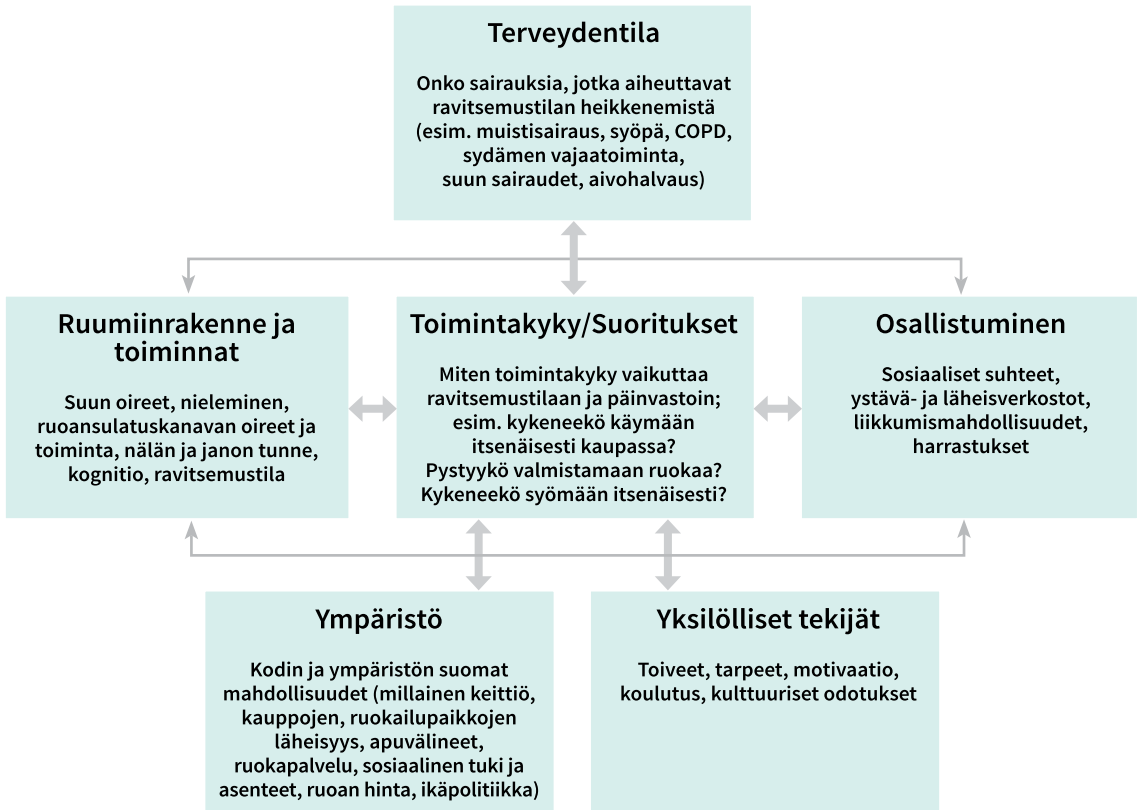 Terveydentila
Onko sairauksia, jotka aiheuttavat
ravitsemustilan heikkenemistä
(esim. muistisairaus, syöpä, COPD,
sydämen vajaatoiminta,
suun sairaudet, aivohalvaus)
Ruumiinrakenne ja
toiminnat
Suun oireet, nieleminen,
ruoansulatuskanavan oireet ja
toiminta, nälän ja janon tunne,
kognitio, ravitsemustila
Toimintakyky/Suoritukset
Miten toimintakyky vaikuttaa
ravitsemustilaan ja päinvastoin;
esim. kykeneekö käymään
itsenäisesti kaupassa?
Pystyykö valmistamaan ruokaa?
Kykeneekö syömään itsenäisesti?
Osallistuminen
Sosiaaliset suhteet,
ystävä- ja läheisverkostot,
liikkumismahdollisuudet,
harrastukset
Ympäristö
Kodin ja ympäristön suomat
mahdollisuudet (millainen keittiö,
kauppojen, ruokailupaikkojen
läheisyys, apuvälineet,
ruokapalvelu, sosiaalinen tuki ja
asenteet, ruoan hinta, ikäpolitiikka)
Yksilölliset tekijät
Toiveet, tarpeet, motivaatio,
koulutus, kulttuuriset odotukset